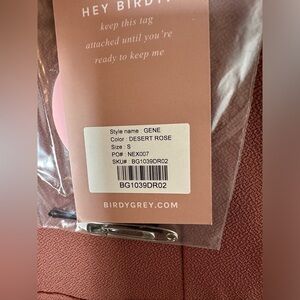 HEY BIRDY!
keep this tag
attached until you're
ready to keep me
Style name : GENE
Color : DESERT ROSE
Size : S
PO# : NEX007
SKU# : BG1039DR02
BG1039DR02
BIRDYGREY.COM